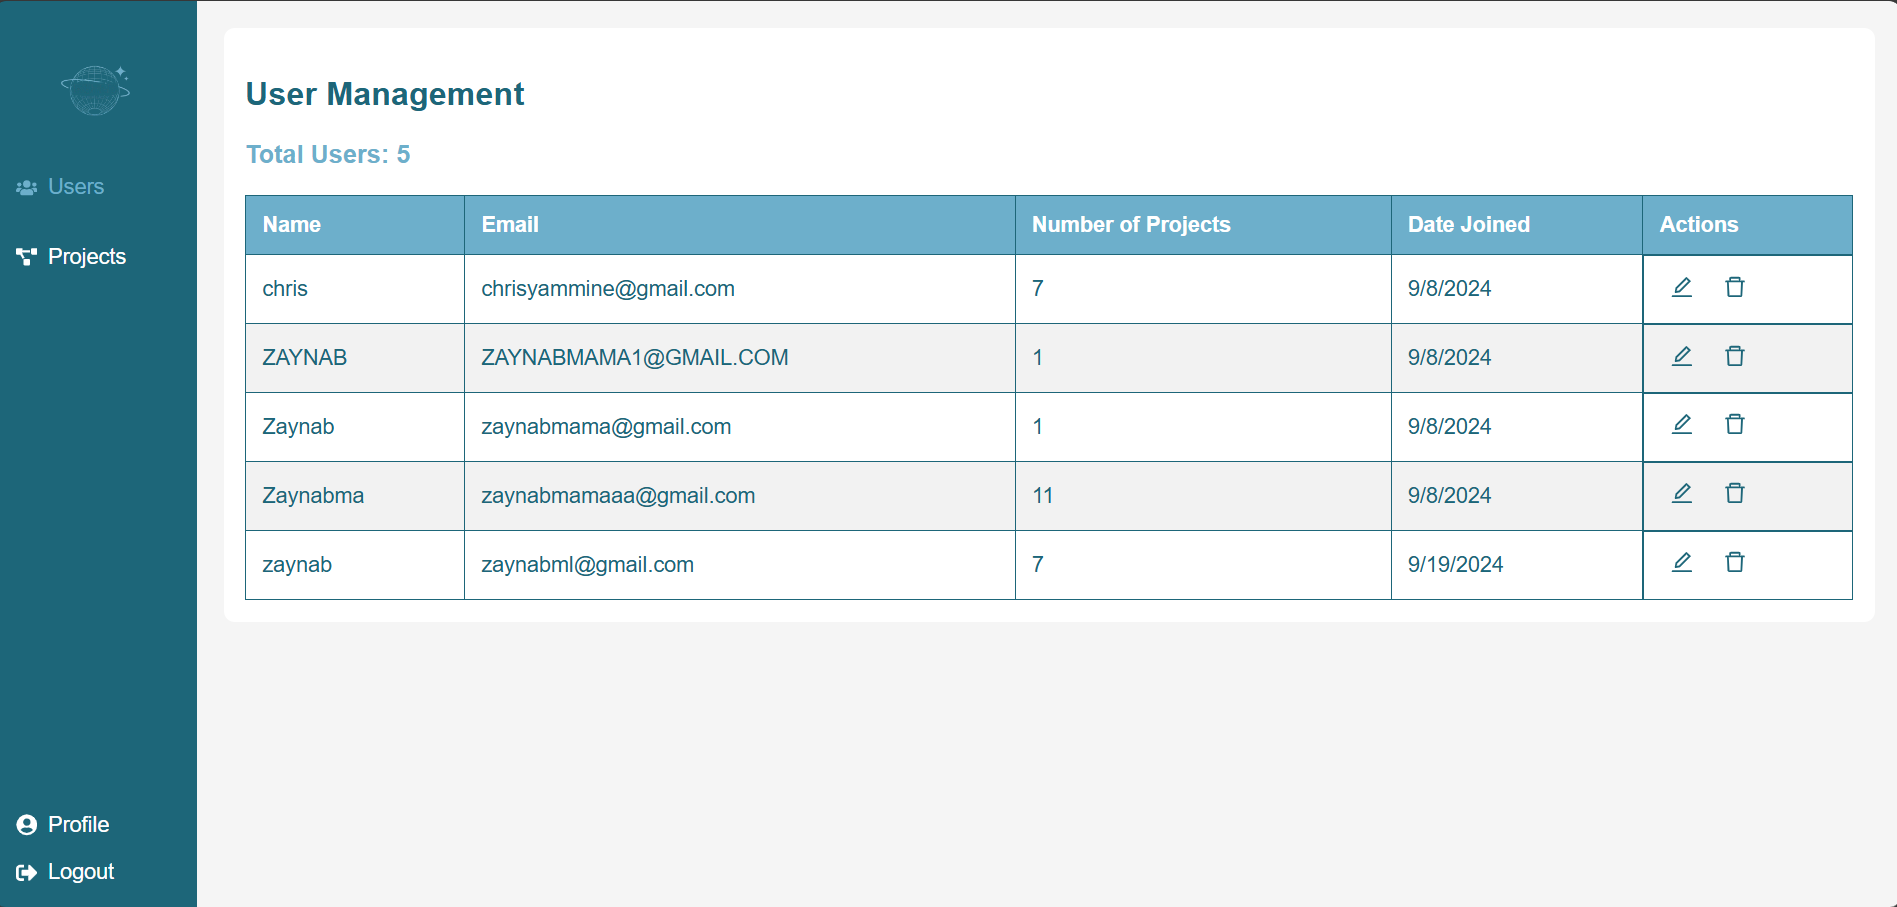 User Management
Total Users: 5
Users
Projects
Name Email Number of Projects Date Joined Actions
chris chrisyammine@gmail.com 7 9/8/2024
ZAYNAB ZAYNABMAMA1@GMAIL.COM 1 9/8/2024
Zaynab zaynabmama@gmail.com 1 9/8/2024
Zaynabma zaynabmamaaa@gmail.com 11 9/8/2024
zaynab zaynabml@gmail.com 7 9/19/2024
Profile
Logout